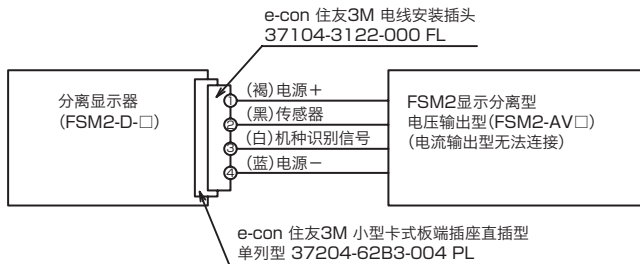 e-con 住友3M 电线安装插头
37104-3122-000 FL
分离显示器
(FSM2-D-□)
① (褐)电源＋
② (黑)传感器
③ (白)机种识别信号
④ (蓝)电源－
FSM2显示分离型
电压输出型(FSM2-AV□)
(电流输出型无法连接)
e-con 住友3M 小型卡式板端插座直插型
单列型 37204-62B3-004 PL